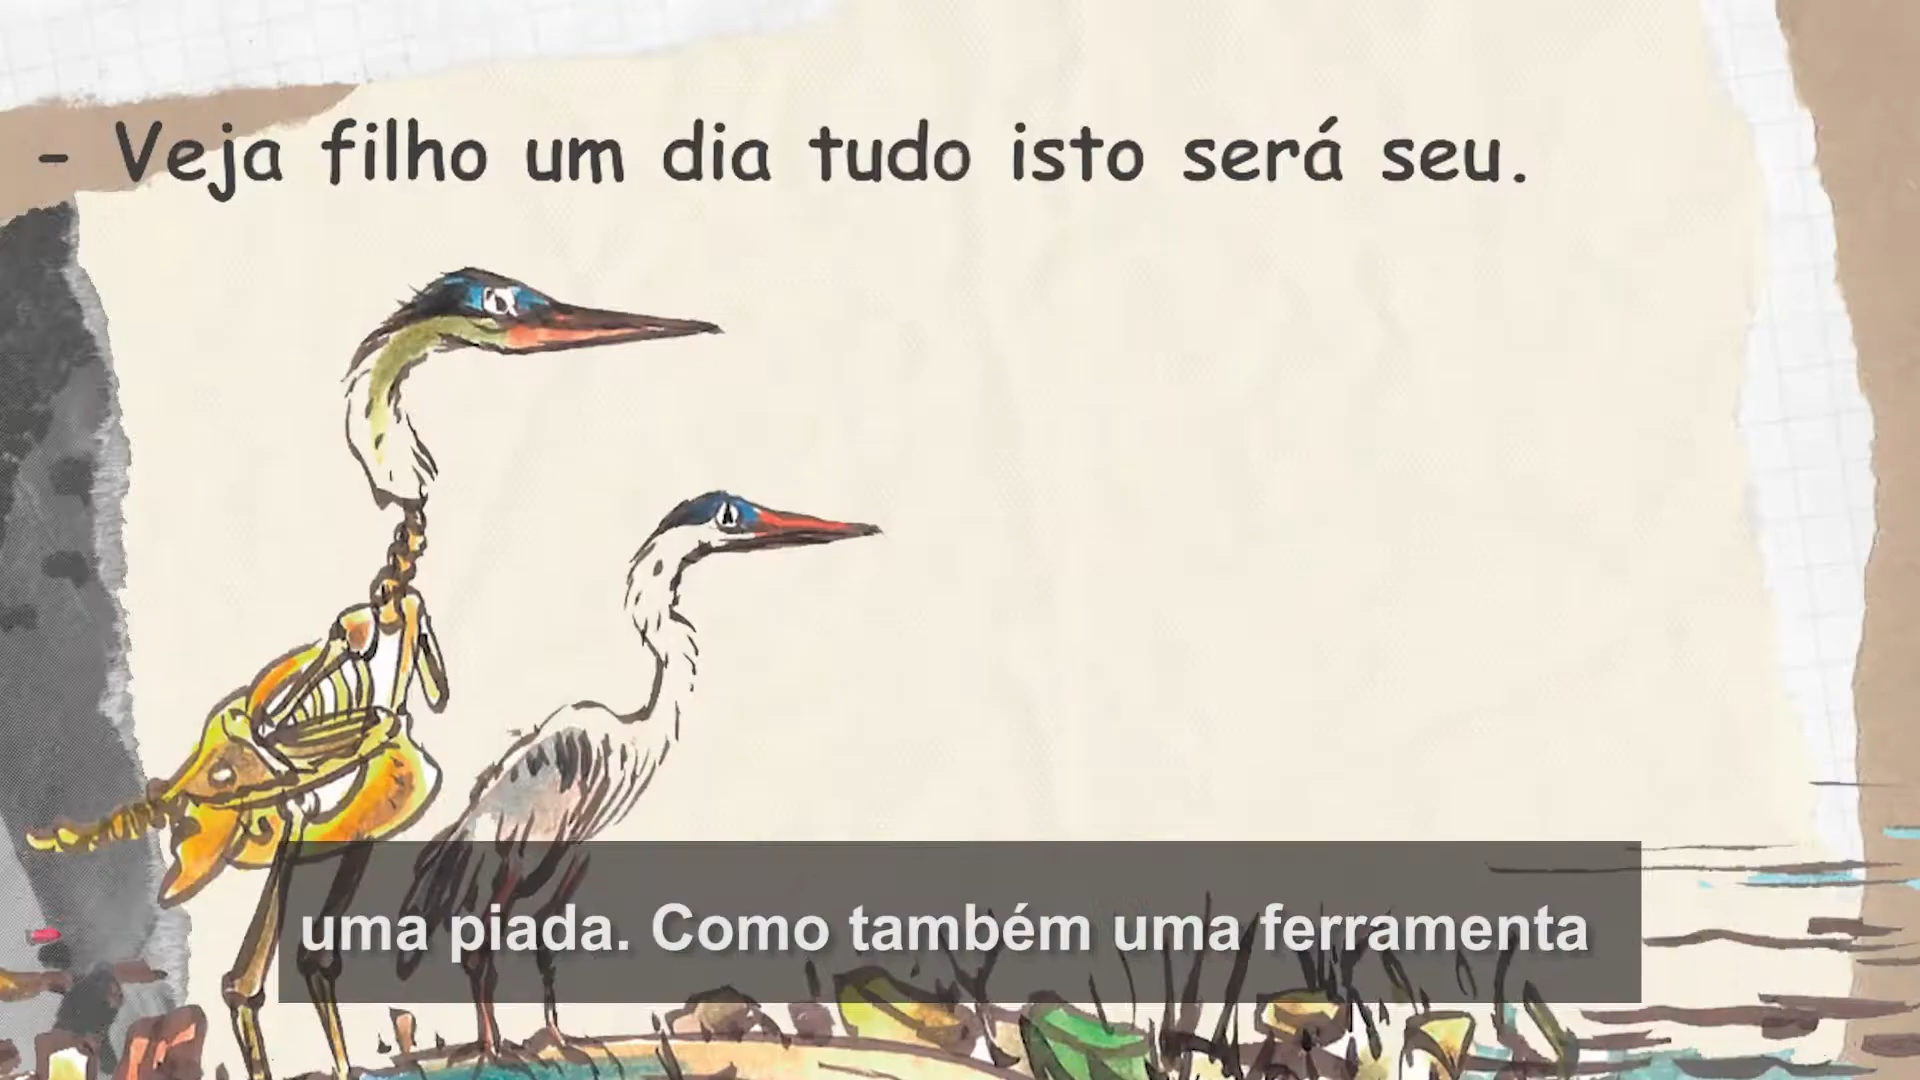 - Veja filho um dia tudo isto será seu.
uma piada. Como também uma ferramenta